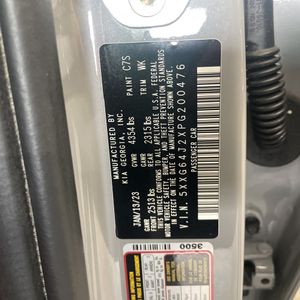 MANUFACTURED BY
KIA GEORGIA, INC.
PAINT C7S
JAN/13/23
GVWR 4354 lbs
TRIM WK
GAWR FRONT 2513 lbs
GAWR REAR 2315 lbs
THIS VEHICLE CONFORMS TO ALL APPLICABLE U.S.A. FEDERAL
MOTOR VEHICLE SAFETY, BUMPER, AND THEFT PREVENTION STANDARDS
IN EFFECT ON THE DATE OF MANUFACTURE SHOWN ABOVE.
V.I.N. 5XXG64J2XPG200476
PASSENGER CAR
3500